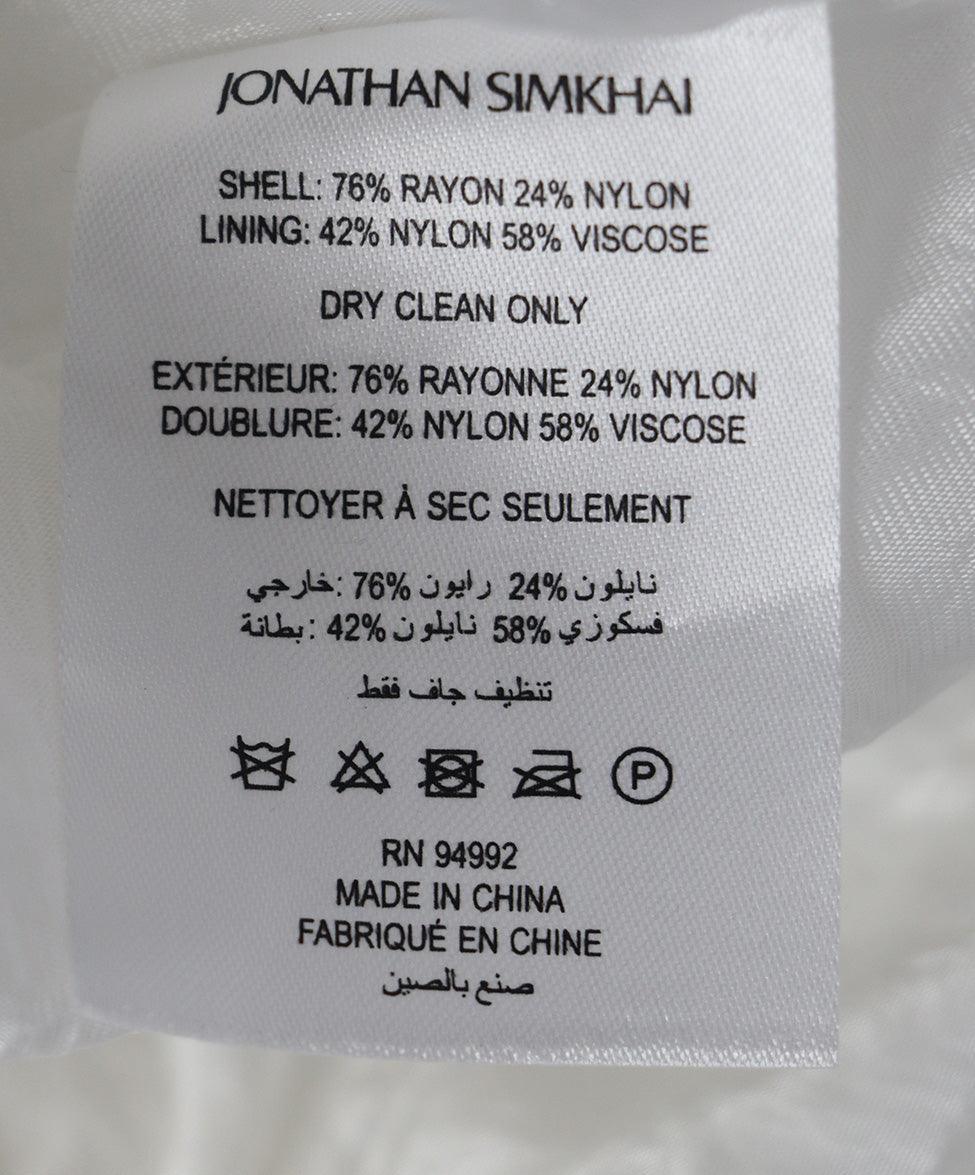 JONATHAN SIMKHAI
SHELL: 76% RAYON 24% NYLON
LINING: 42% NYLON 58% VISCOSE
DRY CLEAN ONLY
EXTÉRIEUR: 76% RAYONNE 24% NYLON
DOUBLURE: 42% NYLON 58% VISCOSE
NETTOYER À SEC SEULEMENT
خارجي: 76% رايون 24% نايلون
بطانة: 42% نايلون 58% فسكوزي
تنظيف جاف فقط
P
RN 94992
MADE IN CHINA
FABRIQUÉ EN CHINE
صنع بالصين